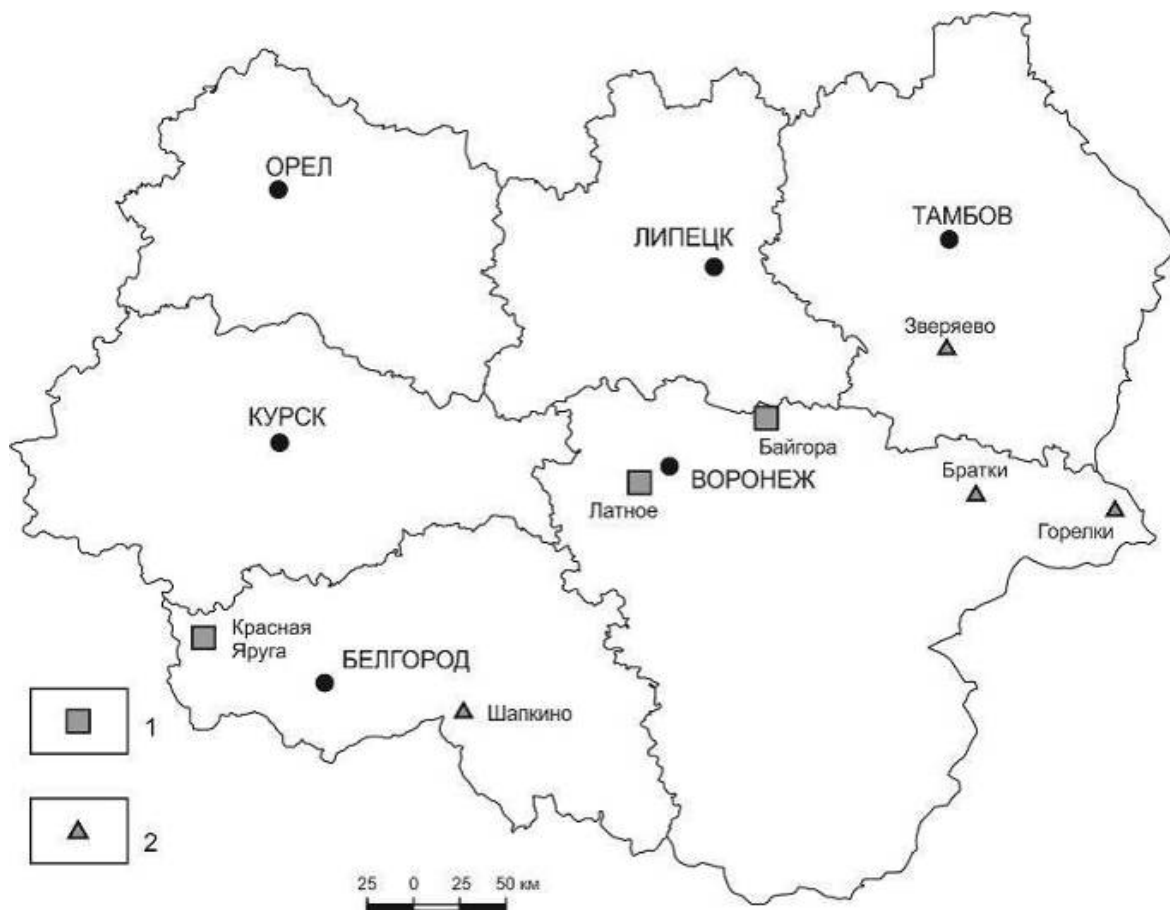 ОРЕЛ
ЛИПЕЦК
ТАМБОВ
Зверяево
КУРСК
Байгора
ВОРОНЕЖ
Латное
Братки
Горелки
Красная
Яруга
БЕЛГОРОД
Шапкино
1
2
25 0 25 50 км